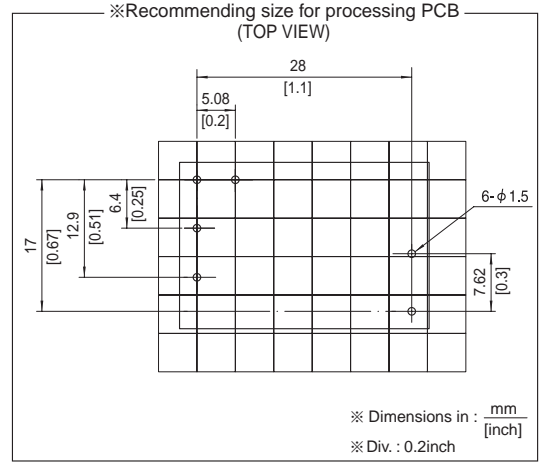 ※Recommending size for processing PCB
(TOP VIEW)
28
[1.1]
5.08
[0.2]
17
[0.67]
12.9
[0.51]
6.4
[0.25]
6-ϕ1.5
7.62
[0.3]
※ Dimensions in : mm
[inch]
※Div. : 0.2inch